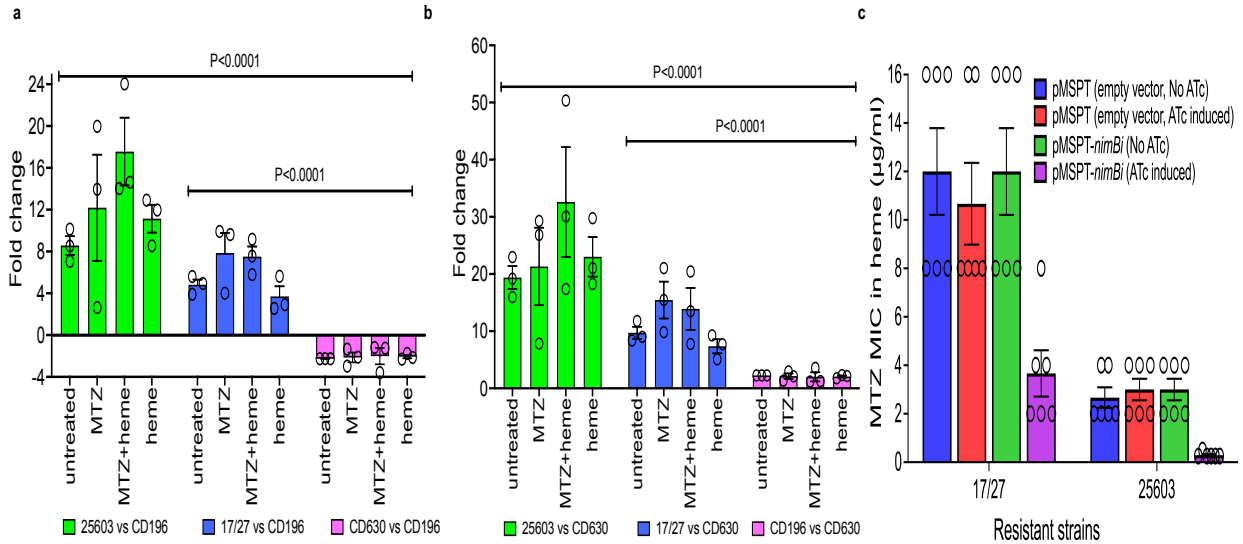 a
P<0.0001
P<0.0001
Fold change
24
20
16
12
8
4
0
-4
untreated
MTZ
MTZ+heme
heme
untreated
MTZ
MTZ+heme
heme
untreated
MTZ
MTZ+heme
heme
25603 vs CD196
17/27 vs CD196
CD630 vs CD196
b
P<0.0001
P<0.0001
Fold change
60
50
40
30
20
10
0
untreated
MTZ
MTZ+heme
heme
untreated
MTZ
MTZ+heme
heme
untreated
MTZ
MTZ+heme
heme
25603 vs CD630
17/27 vs CD630
CD196 vs CD630
c
MTZ MIC in heme (µg/ml)
16
14
12
10
8
6
4
2
0
pMSPT (empty vector, No ATc)
pMSPT (empty vector, ATc induced)
pMSPT-nimBi (No ATc)
pMSPT-nimBi (ATc induced)
17/27
25603
Resistant strains